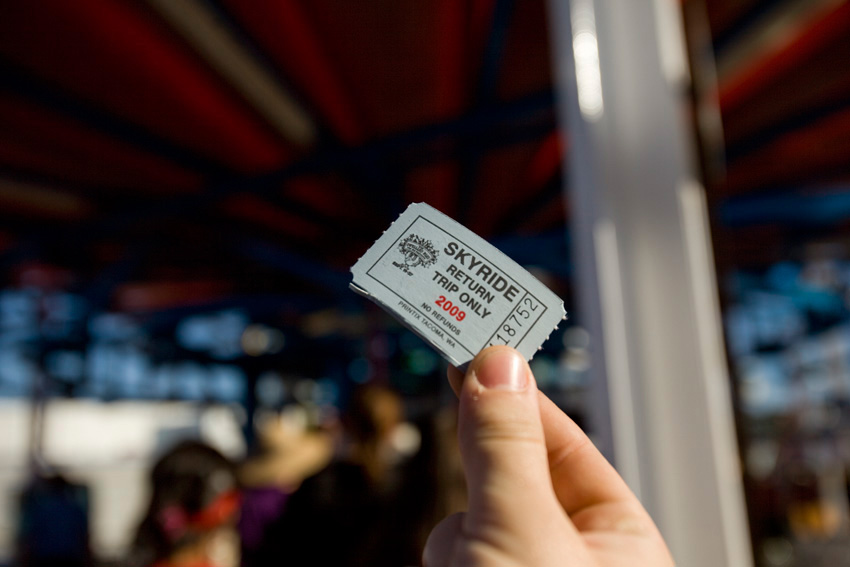 SKYRIDE
RETURN
TRIP ONLY
2009
NO REFUNDS
PRINTIX TACOMA, WA
18752